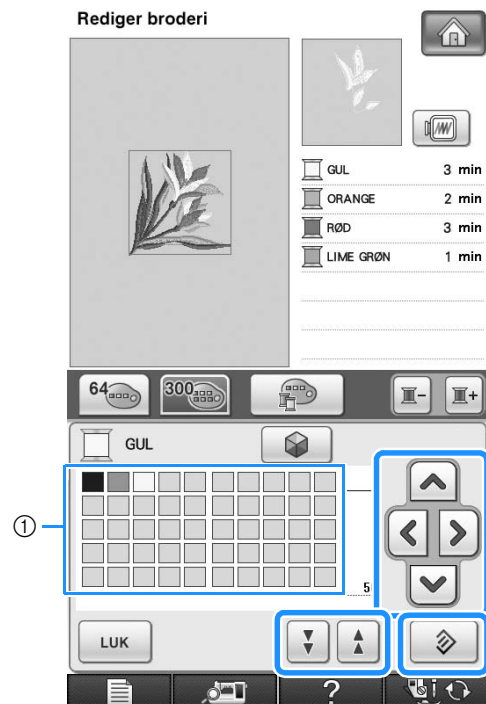 Rediger broderi
GUL 3 min
ORANGE 2 min
RØD 3 min
LIME GRØN 1 min
64 300
GUL
①
5
LUK
?